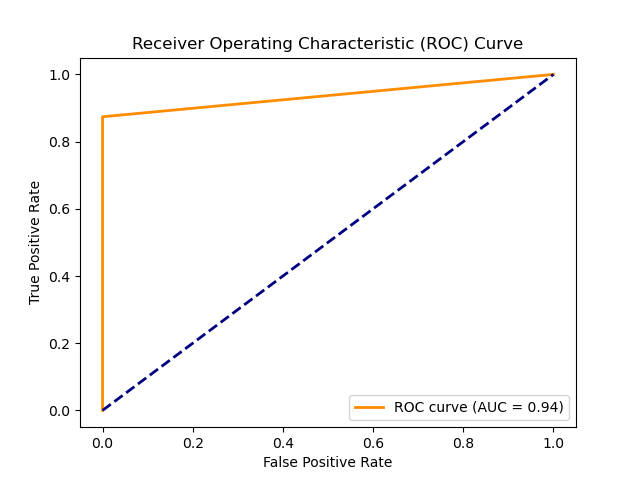 Receiver Operating Characteristic (ROC) Curve
1.0
0.8
0.6
0.4
0.2
0.0
True Positive Rate
ROC curve (AUC = 0.94)
0.0 0.2 0.4 0.6 0.8 1.0
False Positive Rate